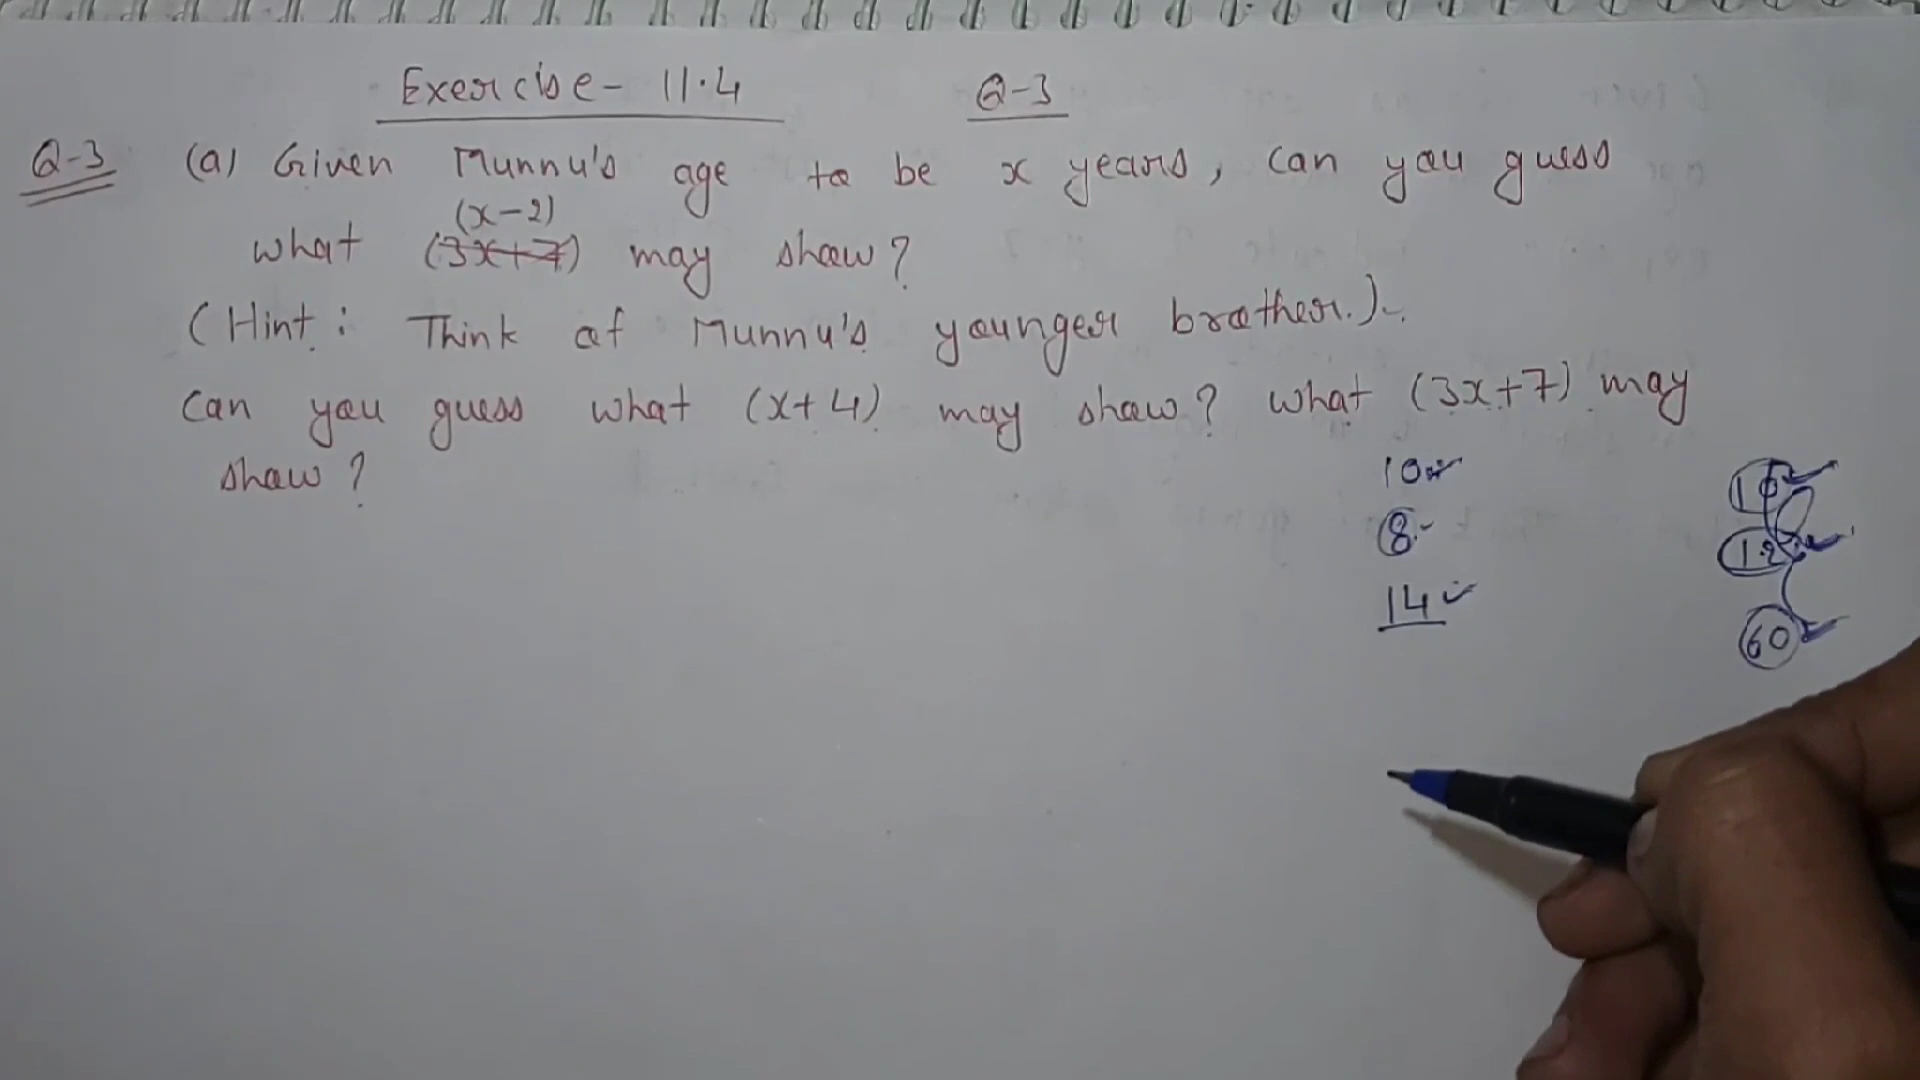 Exercise- 11.4 Q-3
Q-3 (a) Given Munnu's age to be x years, can you guess
(x-2)
what (3x+7) may show?
(Hint: Think of Munnu's younger brother.).
Can you guess what (x+4) may show? what (3x+7) may
show?
10
8
14
10
12
60